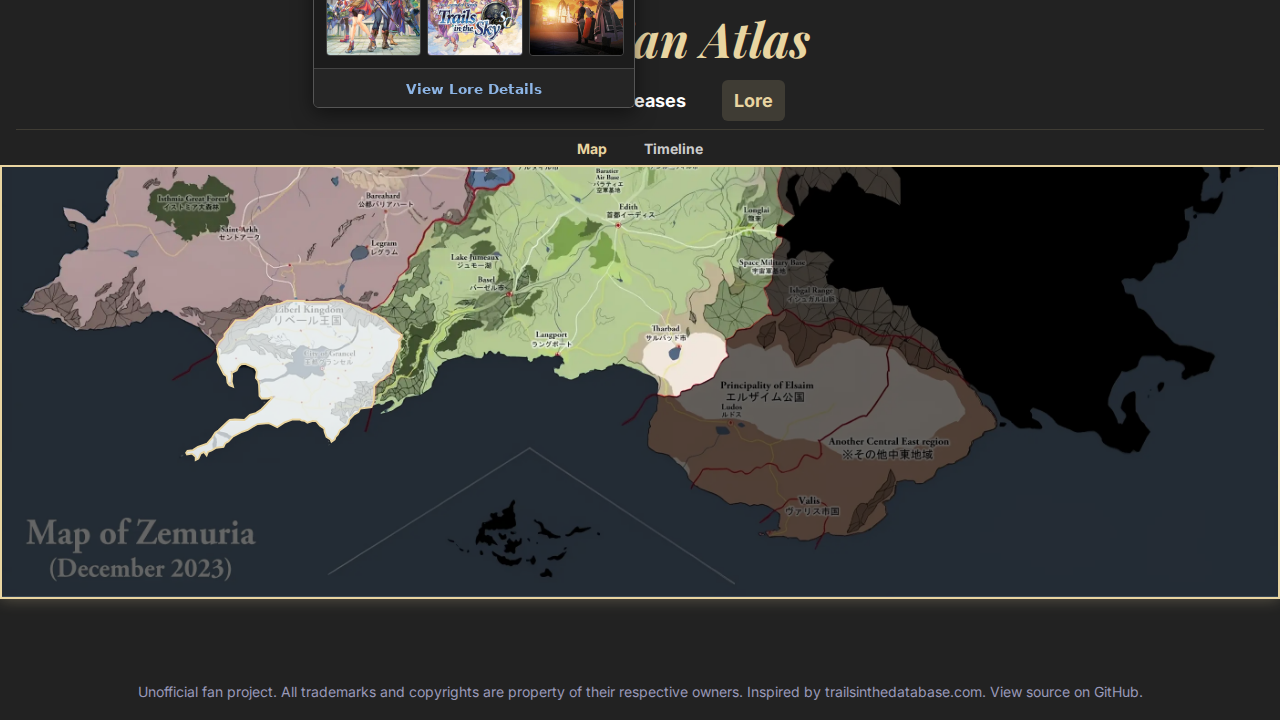 Trails
in the
Sky
an Atlas
View Lore Details
eases
Lore
Map
Timeline
Baratier
Air Base
バラティエ
空軍基地
Isthmia Great Forest
イストミア大森林
Bareahard
公都バリアハート
Edith
首都イーディス
Longlai
龍來
Saint-Arkh
セントアーク
Legram
レグラム
Lake Jumeaux
ジュモー湖
Space Military Base
宇宙軍基地
Basel
バーゼル市
Ishgal Range
イシュガル山脈
Liberl Kingdom
リベール王国
City of Grancel
王都グランセル
Langport
ラングポート
Tharbad
サルバッド市
Principality of Elsaim
エルザイム公国
Lodos
ルドス
Another Central East region
※その他中東地域
Valis
ヴァリス市国
Map of Zemuria
(December 2023)
Unofficial fan project. All trademarks and copyrights are property of their respective owners. Inspired by trailsinthedatabase.com. View source on GitHub.